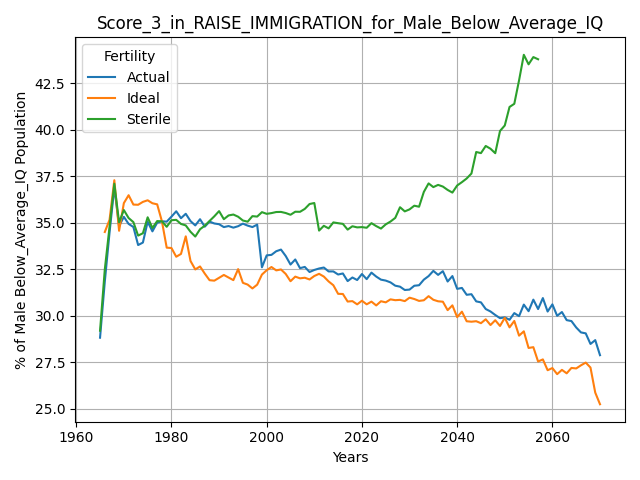 Score_3_in_RAISE_IMMIGRATION_for_Male_Below_Average_IQ
% of Male Below_Average_IQ Population
42.5
40.0
37.5
35.0
32.5
30.0
27.5
25.0
Fertility
Actual
Ideal
Sterile
1960
1980
2000
2020
2040
2060
Years